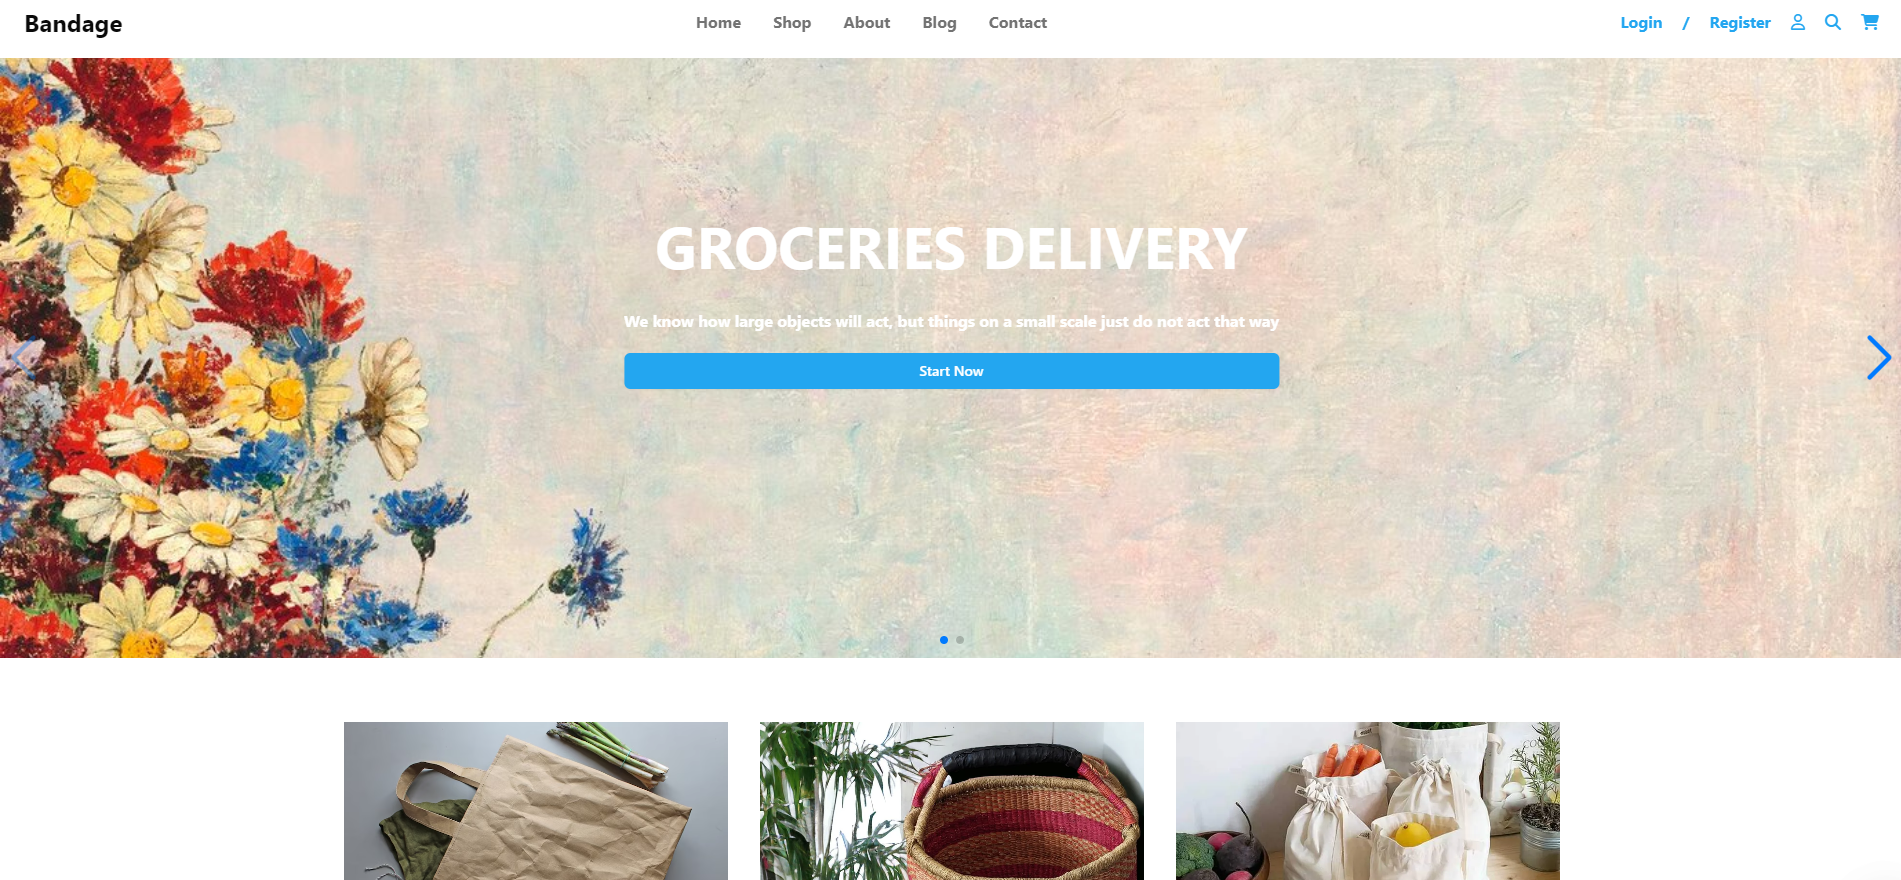 Bandage
Home Shop About Blog Contact
Login / Register
GROCERIES DELIVERY
We know how large objects will act, but things on a small scale just do not act that way
Start Now